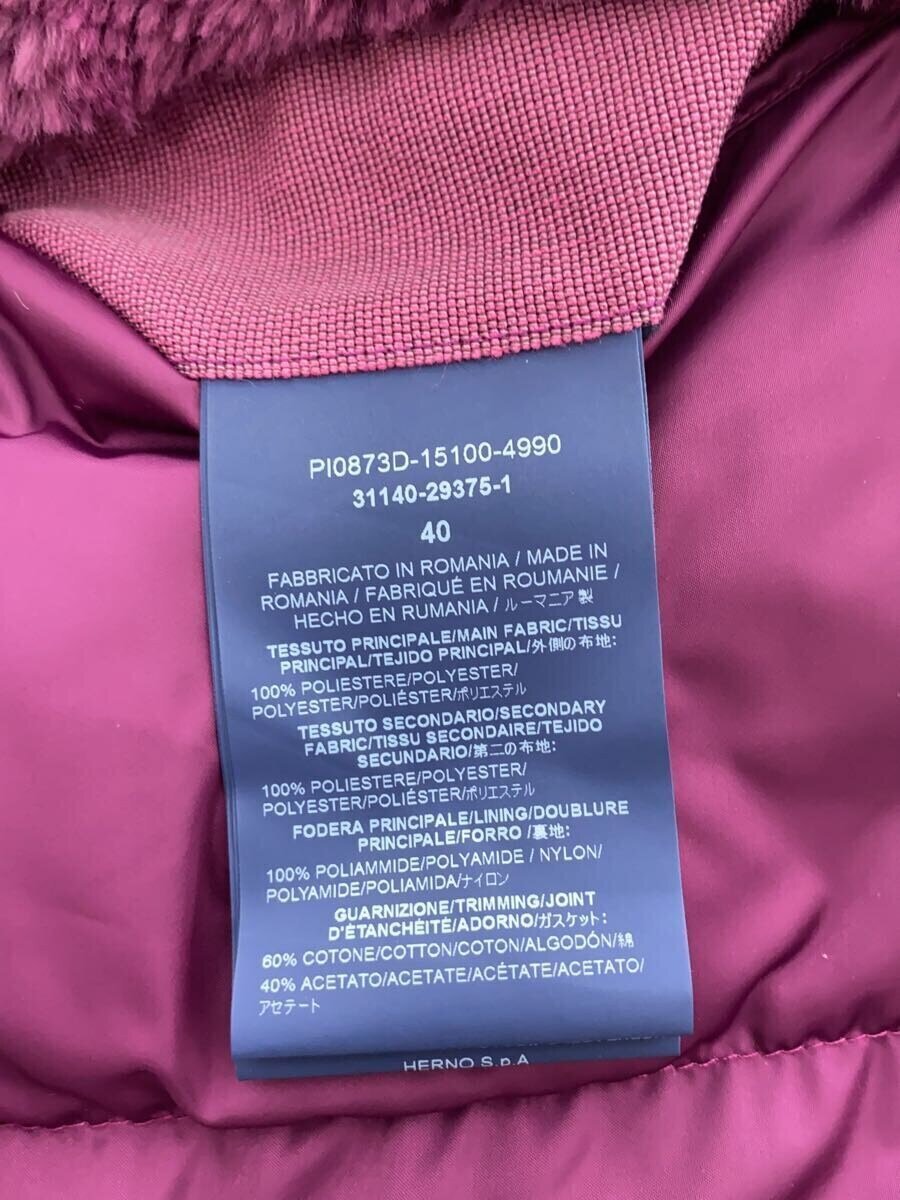 PI0873D-15100-4990
31140-29375-1
40
FABBRICATO IN ROMANIA / MADE IN
ROMANIA / FABRIQUÉ EN ROUMANIE /
HECHO EN RUMANIA / ルーマニア製
TESSUTO PRINCIPALE/MAIN FABRIC/TISSU
PRINCIPAL/TEJIDO PRINCIPAL/外側の布地:
100% POLIESTERE/POLYESTER/
POLYESTER/POLIÉSTER/ポリエステル
TESSUTO SECONDARIO/SECONDARY
FABRIC/TISSU SECONDAIRE/TEJIDO
SECUNDARIO/第二の布地:
100% POLIESTERE/POLYESTER/
POLYESTER/POLIÉSTER/ポリエステル
FODERA PRINCIPALE/LINING/DOUBLURE
PRINCIPALE/FORRO /裏地:
100% POLIAMMIDE/POLYAMIDE / NYLON/
POLYAMIDE/POLIAMIDA/ナイロン
GUARNIZIONE/TRIMMING/JOINT
D'ÉTANCHÉITÉ/ADORNO/ガスケット:
60% COTONE/COTTON/COTON/ALGODÓN/綿
40% ACETATO/ACETATE/ACÉTATE/ACETATO/
アセテート
HERNO S.p.A